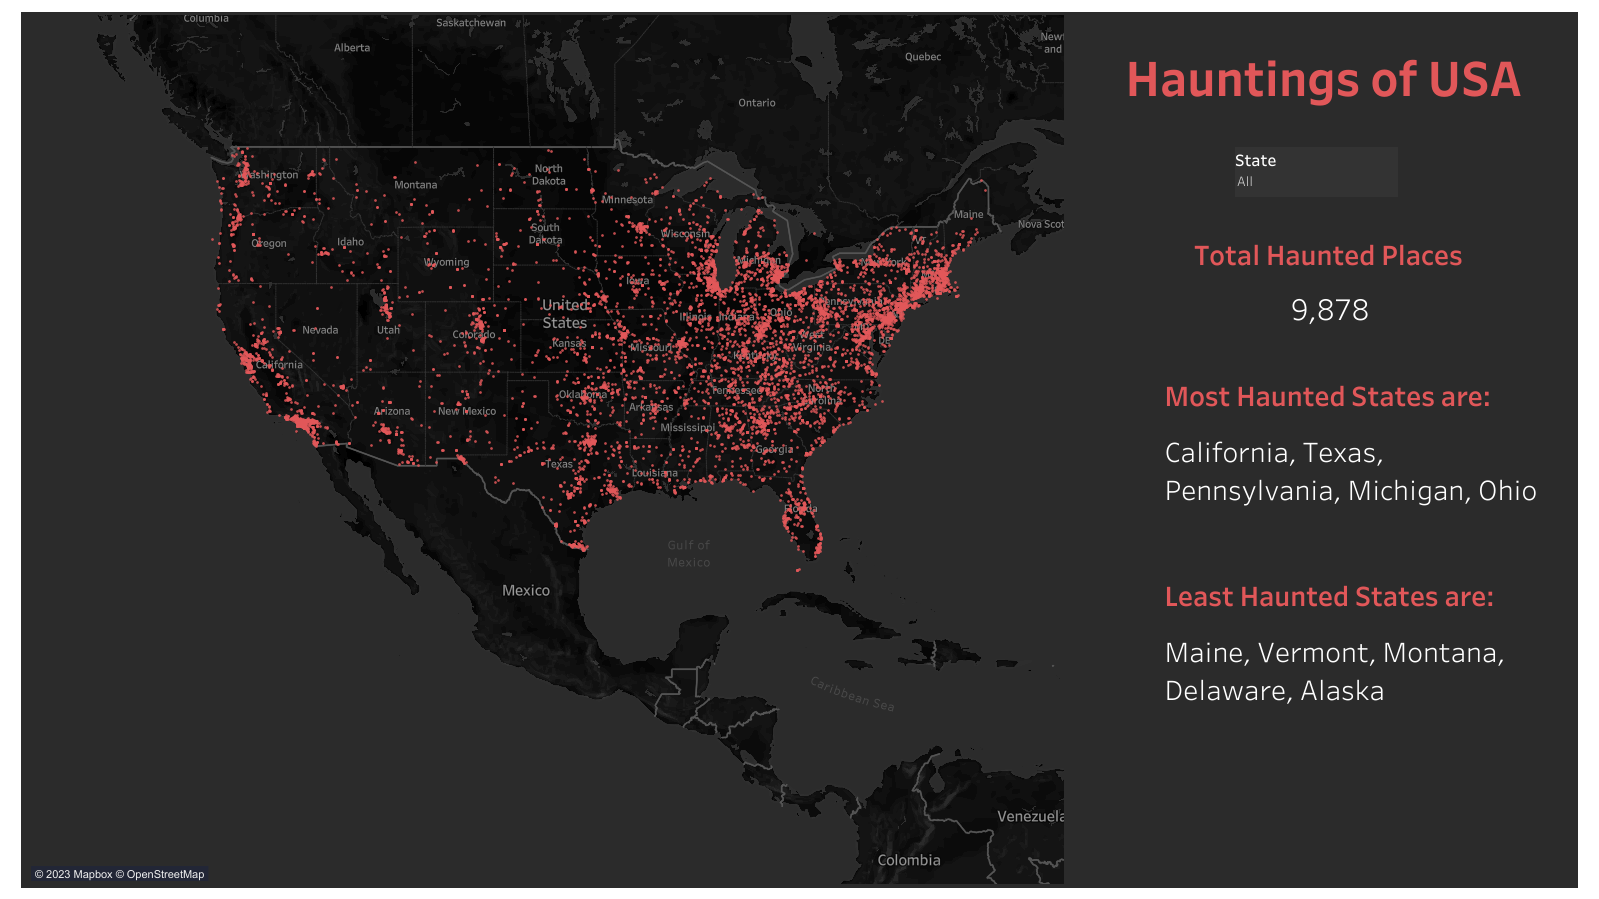 Columbia
Saskatchewan
Alberta
Quebec
Ontario
Newf
and
Washington
Montana
North
Dakota
Minnesota
Maine
Nova Scot
Oregon
Idaho
South
Dakota
Wisconsin
VT
Wyoming
Michigan
New York
Iowa
United
States
Pennsylvania
Nevada
Utah
Colorado
Illinois
Indiana
Ohio
MD
DE
Kansas
Missouri
West
Virginia
Kentucky
California
Oklahoma
Tennessee
North
Carolina
Arizona
New Mexico
Arkansas
Mississippi
Georgia
Texas
Louisiana
Florida
Gulf of
Mexico
Mexico
Caribbean Sea
Venezuela
Colombia
© 2023 Mapbox © OpenStreetMap
Hauntings of USA
State
All
Total Haunted Places
9,878
Most Haunted States are:
California, Texas,
Pennsylvania, Michigan, Ohio
Least Haunted States are:
Maine, Vermont, Montana,
Delaware, Alaska